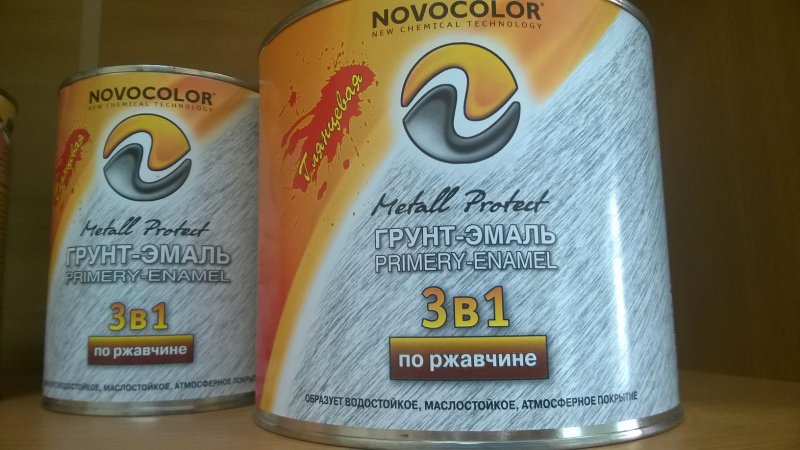 NOVOCOLOR®
NEW CHEMICAL TECHNOLOGY
Глянцевая
Metall Protect
ГРУНТ-ЭМАЛЬ
PRIMERY-ENAMEL
3в1
по ржавчине
ВОДОСТОЙКОЕ, МАСЛОСТОЙКОЕ, АТМОСФЕРНОЕ
NOVOCOLOR®
NEW CHEMICAL TECHNOLOGY
Глянцевая
Metall Protect
ГРУНТ-ЭМАЛЬ
PRIMERY-ENAMEL
3в1
по ржавчине
ОБРАЗУЕТ ВОДОСТОЙКОЕ, МАСЛОСТОЙКОЕ, АТМОСФЕРНОЕ ПОКРЫТИЕ